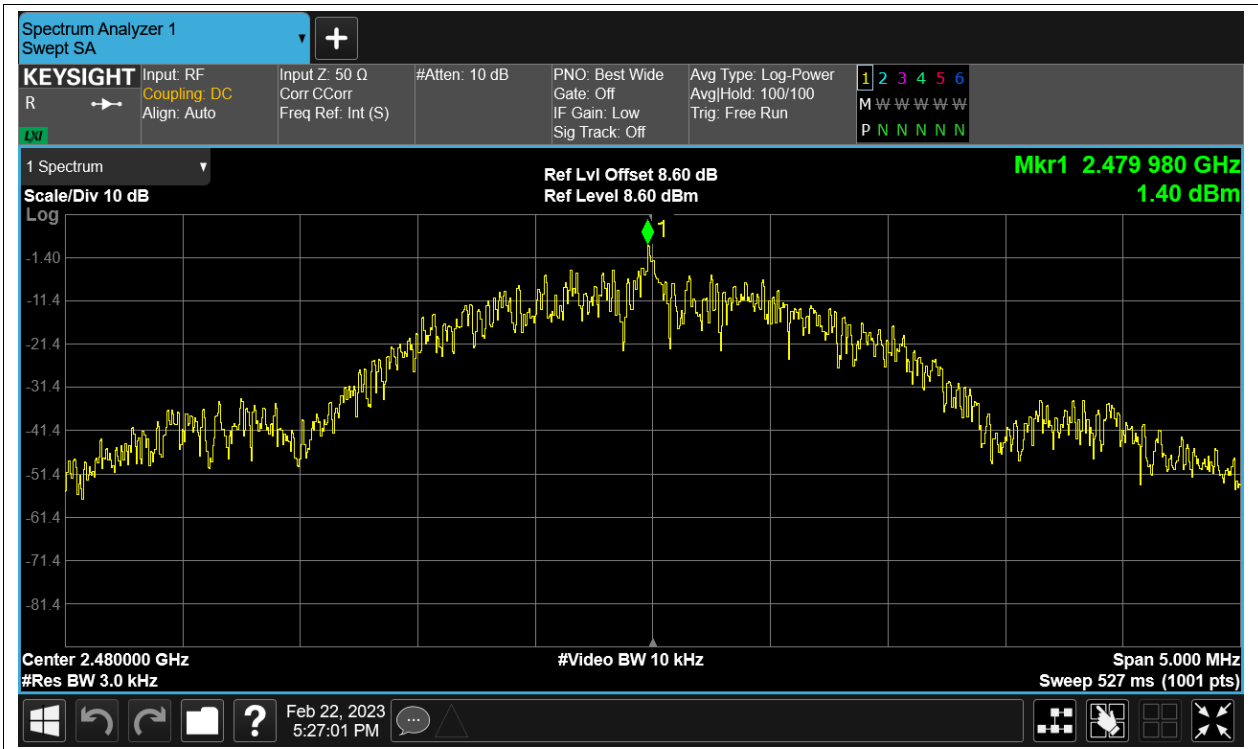 Spectrum Analyzer 1
Swept SA
KEYSIGHT
R
LXI
Input: RF
Coupling: DC
Align: Auto
Input Z: 50 Ω
Corr CCorr
Freq Ref: Int (S)
#Atten: 10 dB
PNO: Best Wide
Gate: Off
IF Gain: Low
Sig Track: Off
Avg Type: Log-Power
Avg|Hold: 100/100
Trig: Free Run
1 2 3 4 5 6
M W W W W W
P N N N N N
1 Spectrum
Scale/Div 10 dB
Log
Ref Lvl Offset 8.60 dB
Ref Level 8.60 dBm
Mkr1 2.479 980 GHz
1.40 dBm
1
-1.40
-11.4
-21.4
-31.4
-41.4
-51.4
-61.4
-71.4
-81.4
Center 2.480000 GHz
#Video BW 10 kHz
Span 5.000 MHz
#Res BW 3.0 kHz
Sweep 527 ms (1001 pts)
?
Feb 22, 2023
5:27:01 PM